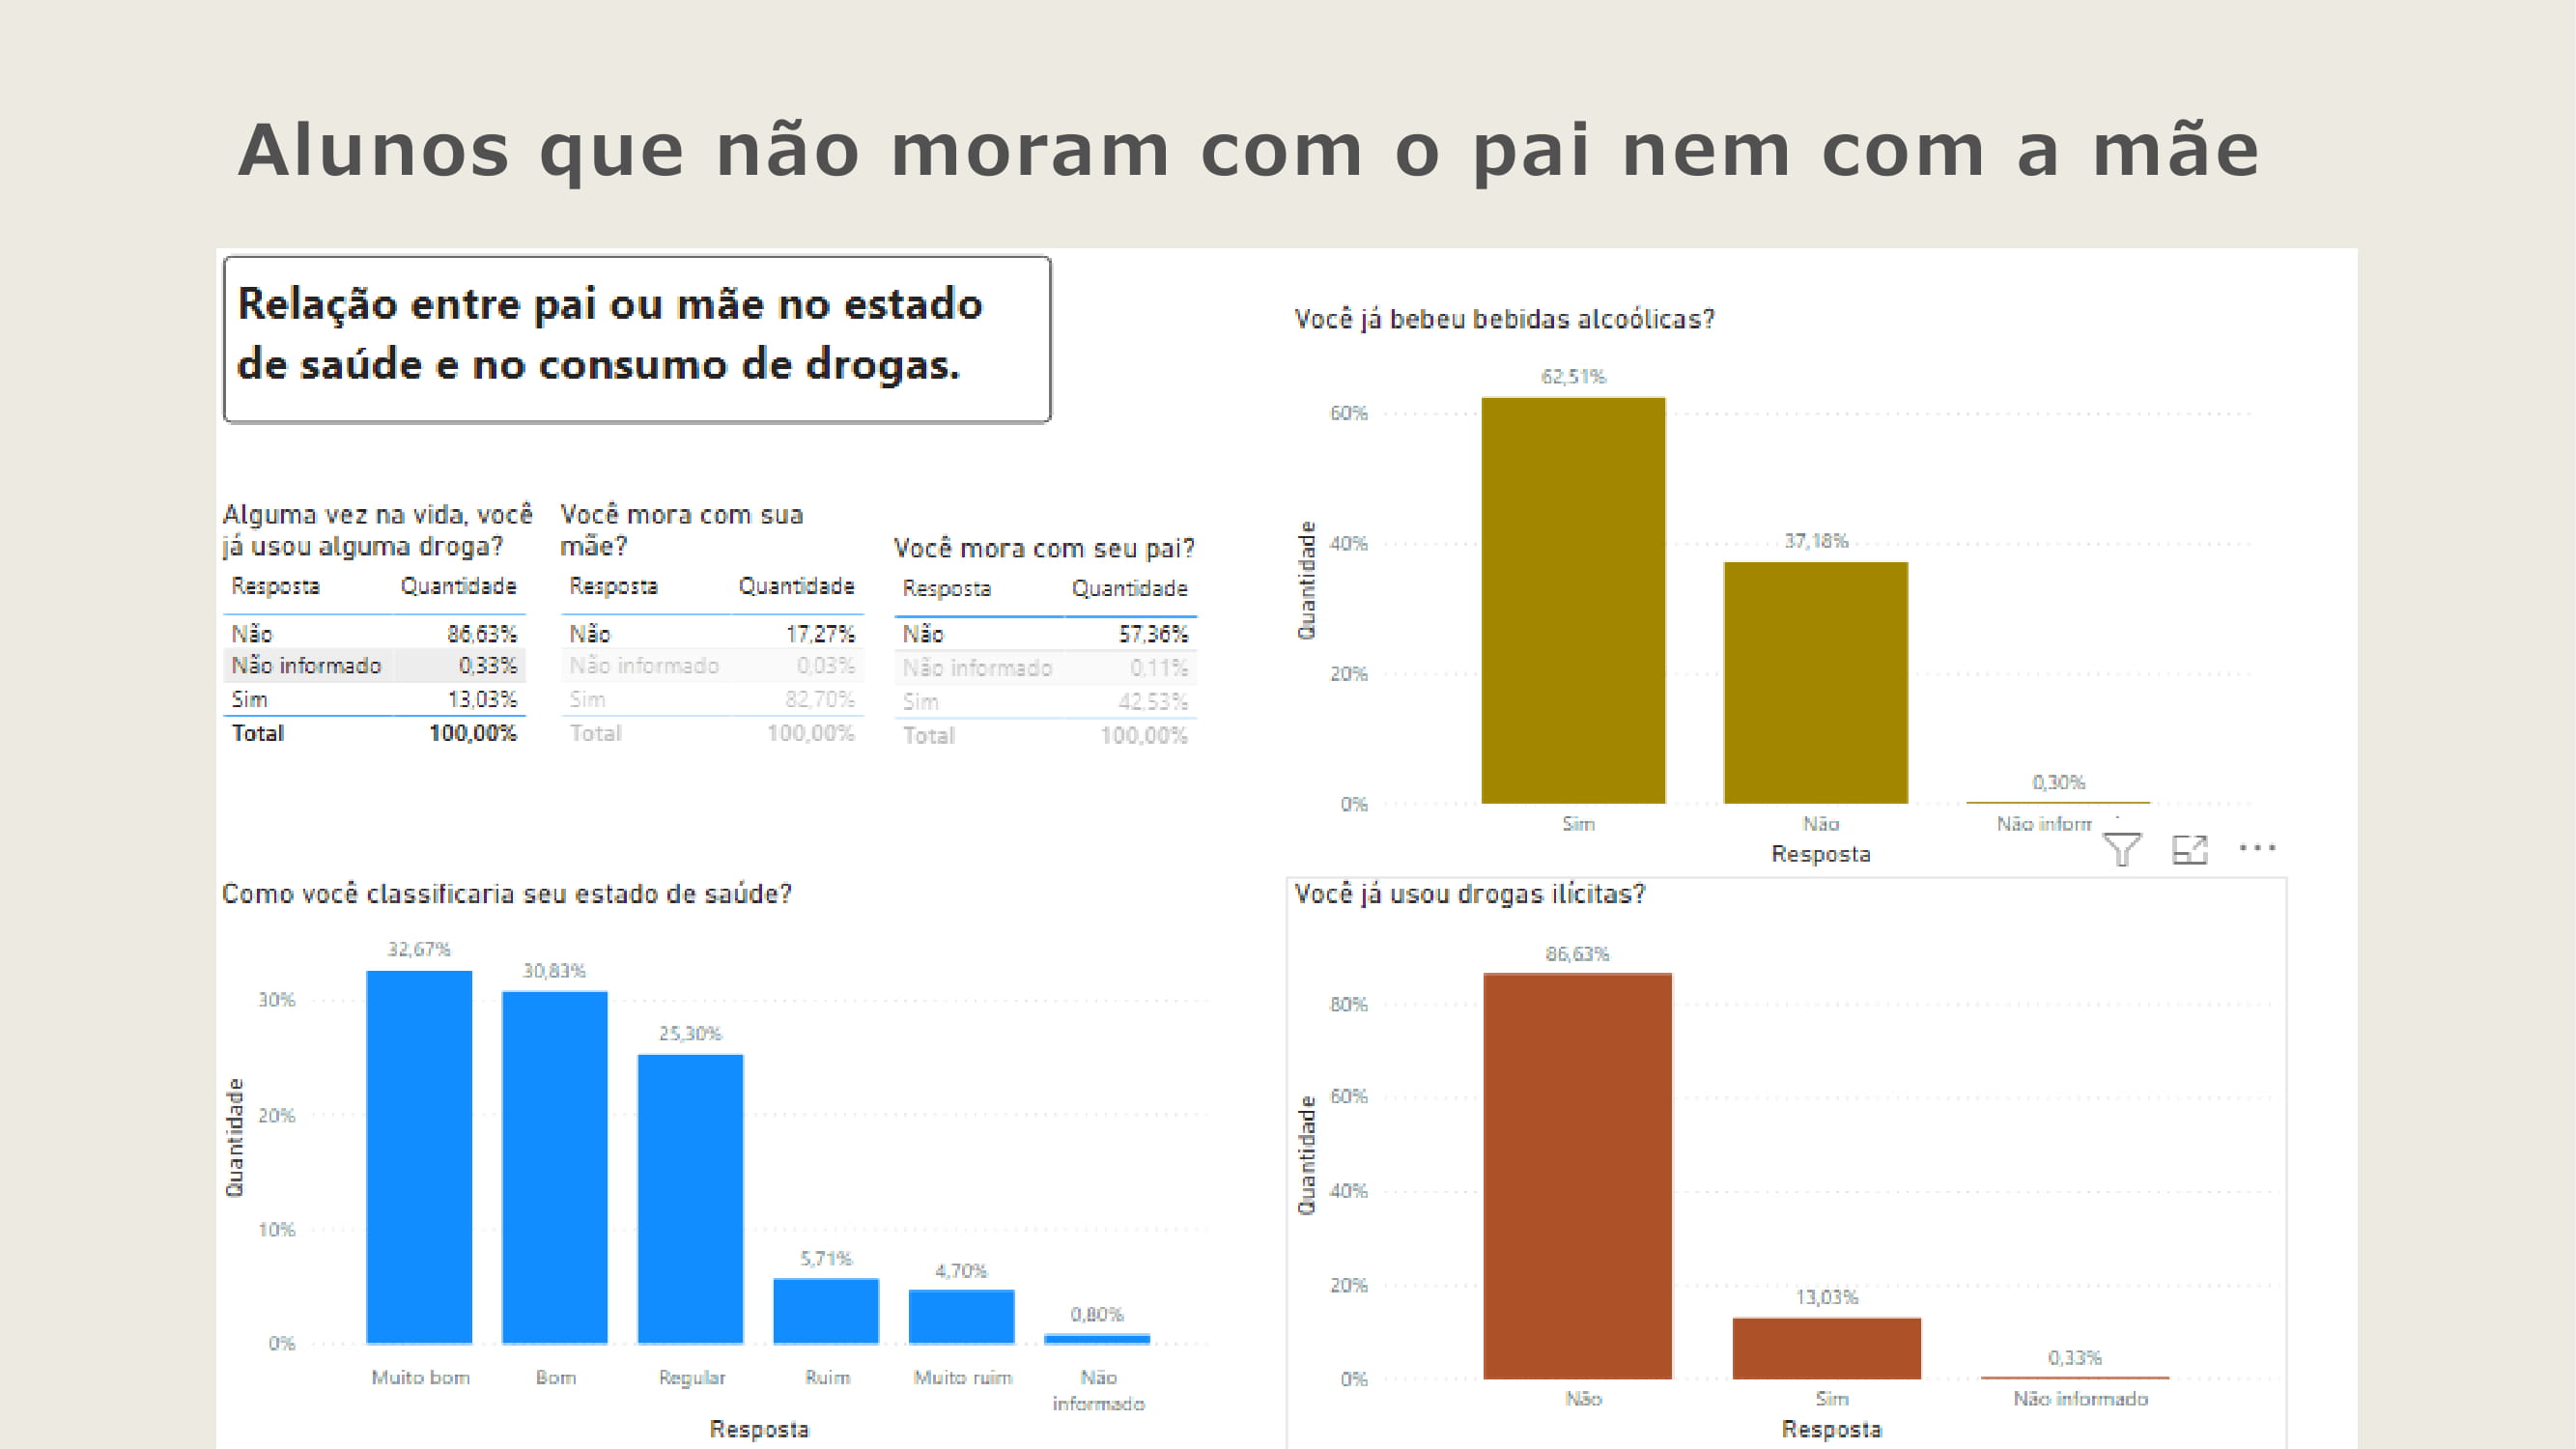 Alunos que não moram com o pai nem com a mãe
Relação entre pai ou mãe no estado
de saúde e no consumo de drogas.
Alguma vez na vida, você
já usou alguma droga?
Resposta Quantidade
Não 86,63%
Não informado 0,33%
Sim 13,03%
Total 100,00%
Você mora com sua
mãe?
Resposta Quantidade
Não 17,27%
Não informado 0,03%
Sim 82,70%
Total 100,00%
Você mora com seu pai?
Resposta Quantidade
Não 57,36%
Não informado 0,11%
Sim 42,53%
Total 100,00%
Você já bebeu bebidas alcoólicas?
Quantidade
60%
40%
20%
0%
62,51%
37,18%
0,30%
Sim Não Não inform
Resposta
Como você classificaria seu estado de saúde?
Quantidade
30%
20%
10%
0%
32,67%
30,83%
25,30%
5,71%
4,70%
0,80%
Muito bom Bom Regular Ruim Muito ruim Não
informado
Resposta
Você já usou drogas ilícitas?
Quantidade
80%
60%
40%
20%
0%
86,63%
13,03%
0,33%
Não Sim Não informado
Resposta